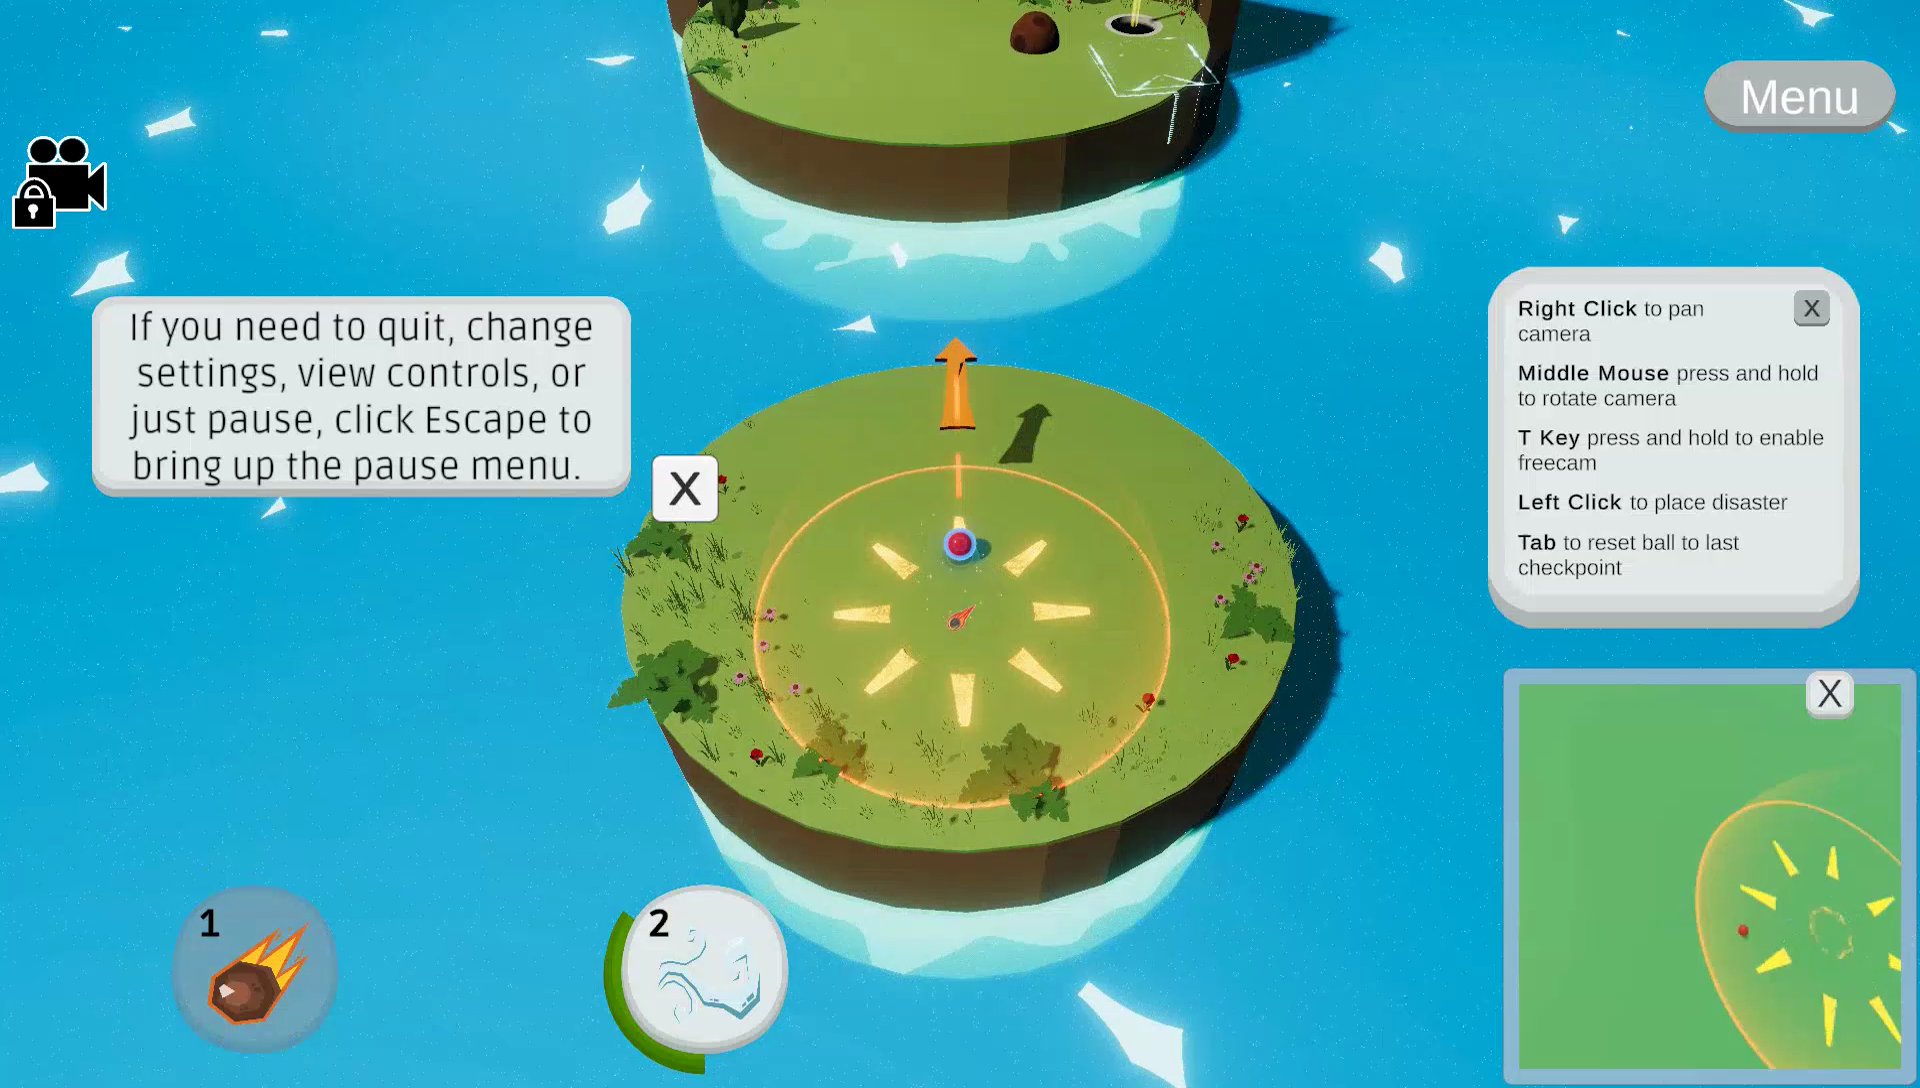 Menu
If you need to quit, change
settings, view controls, or
just pause, click Escape to
bring up the pause menu.
X
Right Click to pan
camera
X
Middle Mouse press and hold
to rotate camera
T Key press and hold to enable
freecam
Left Click to place disaster
Tab to reset ball to last
checkpoint
X
1
2